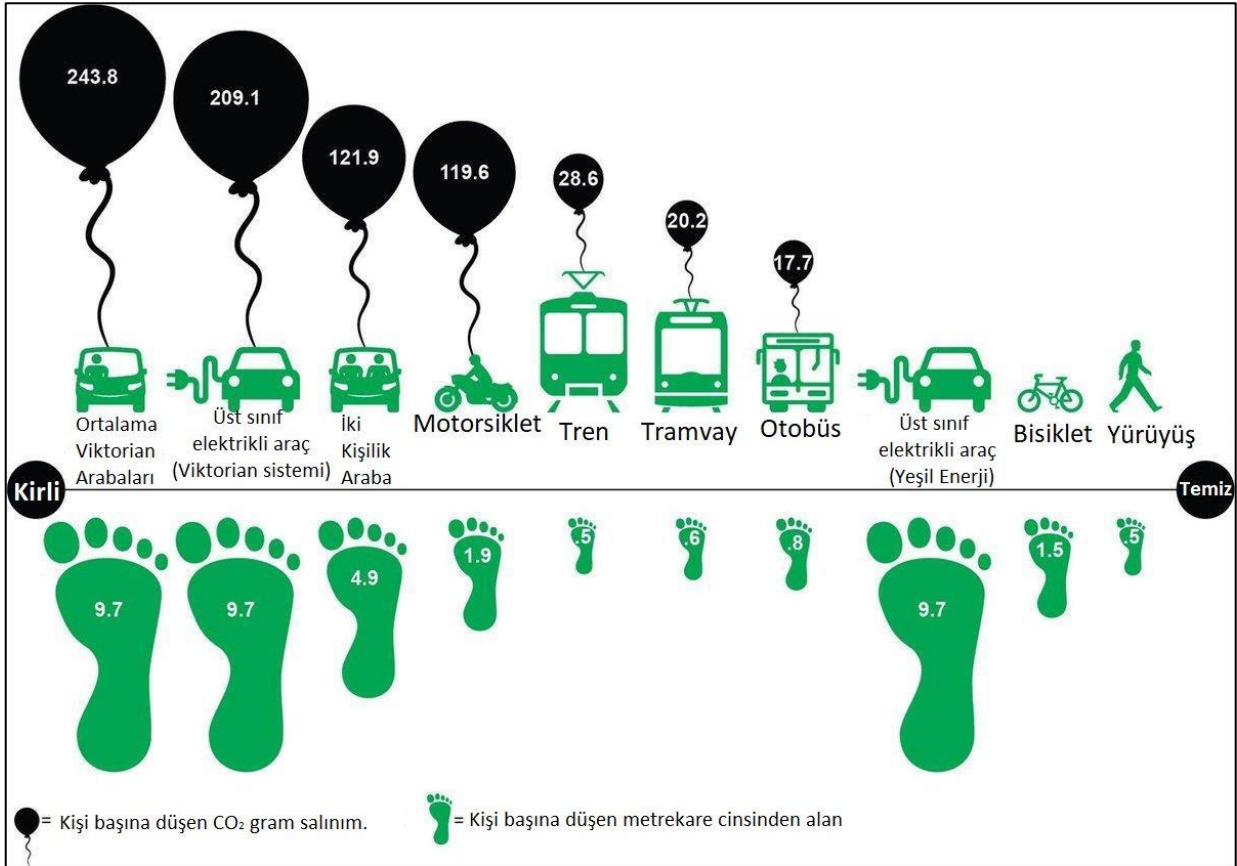 243.8
209.1
121.9
119.6
28.6
20.2
17.7
Ortalama
Viktorian
Arabaları
Üst sınıf
elektrikli araç
(Viktorian sistemi)
İki
Kişilik
Araba
Motorsiklet
Tren
Tramvay
Otobüs
Üst sınıf
elektrikli araç
(Yeşil Enerji)
Bisiklet
Yürüyüş
Kirli
Temiz
9.7
9.7
4.9
1.9
.5
.6
.8
9.7
1.5
.5
= Kişi başına düşen CO₂ gram salınım.
= Kişi başına düşen metrekare cinsinden alan